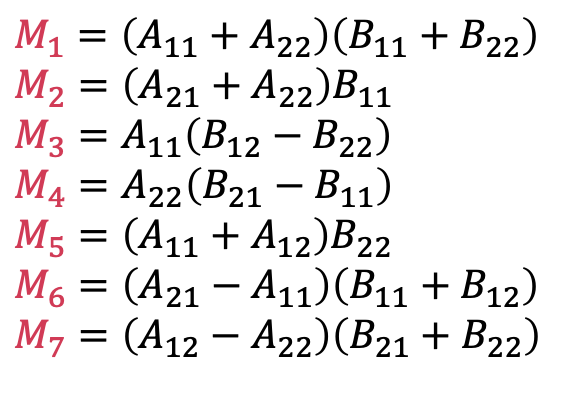 M₁ = (A₁₁ + A₂₂)(B₁₁ + B₂₂)
M₂ = (A₂₁ + A₂₂)B₁₁
M₃ = A₁₁(B₁₂ − B₂₂)
M₄ = A₂₂(B₂₁ − B₁₁)
M₅ = (A₁₁ + A₁₂)B₂₂
M₆ = (A₂₁ − A₁₁)(B₁₁ + B₁₂)
M₇ = (A₁₂ − A₂₂)(B₂₁ + B₂₂)